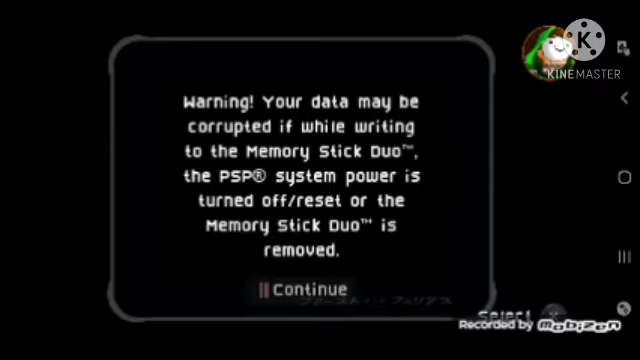 Warning! Your data may be
corrupted if while writing
to the Memory Stick Duo™,
the PSP® system power is
turned off/reset or the
Memory Stick Duo™ is
removed.
Continue
Select
Recorded by mobizen
K
KINEMASTER